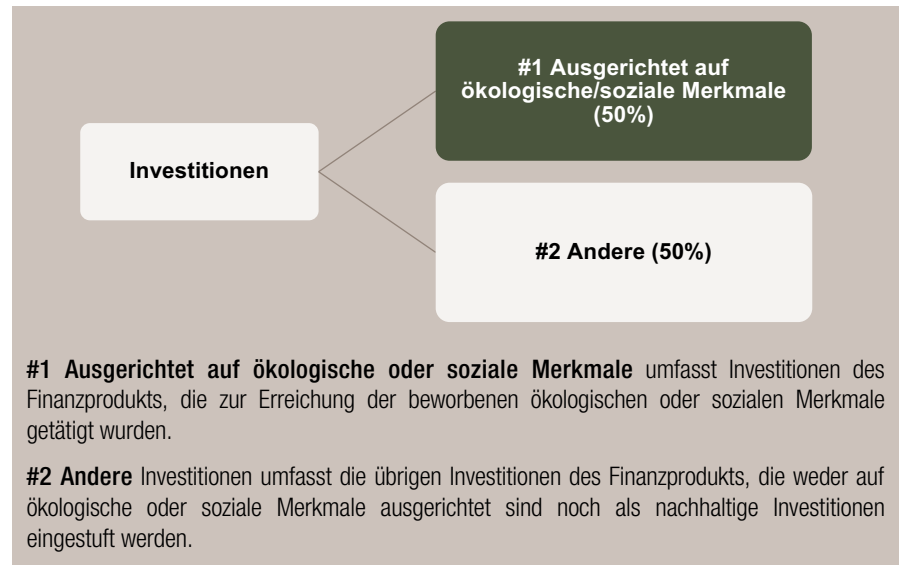 #1 Ausgerichtet auf
ökologische/soziale Merkmale
(50%)
Investitionen
#2 Andere (50%)
#1 Ausgerichtet auf ökologische oder soziale Merkmale umfasst Investitionen des
Finanzprodukts, die zur Erreichung der beworbenen ökologischen oder sozialen Merkmale
getätigt wurden.
#2 Andere Investitionen umfasst die übrigen Investitionen des Finanzprodukts, die weder auf
ökologische oder soziale Merkmale ausgerichtet sind noch als nachhaltige Investitionen
eingestuft werden.